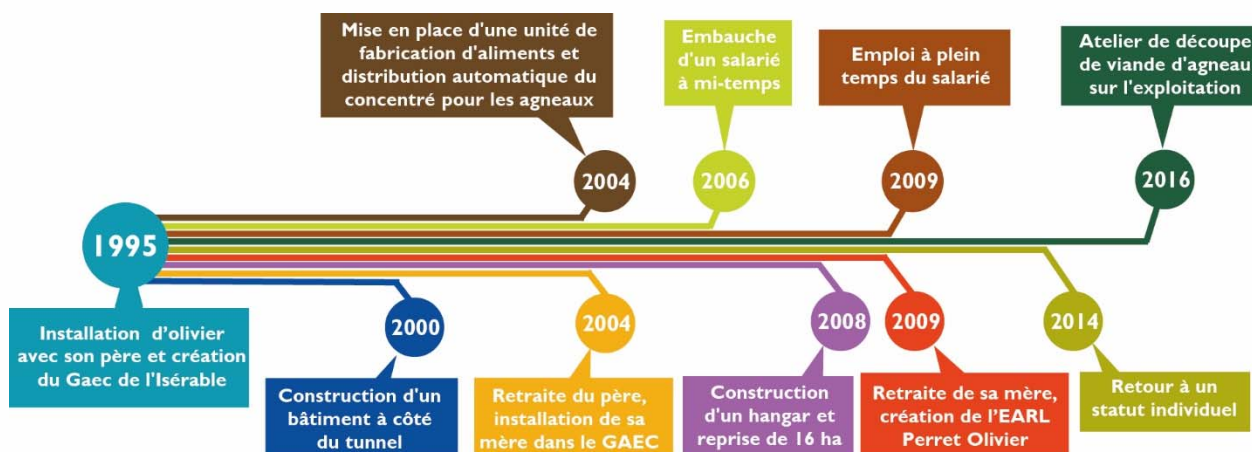 Mise en place d'une unité de
fabrication d'aliments et
distribution automatique du
concentré pour les agneaux
2004
Embauche
d'un salarié
à mi-temps
2006
Emploi à plein
temps du salarié
2009
Atelier de découpe
de viande d'agneau
sur l'exploitation
2016
1995
Installation d'olivier
avec son père et création
du Gaec de l'Isérable
2000
Construction d'un
bâtiment à côté
du tunnel
2004
Retraite du père,
installation de sa
mère dans le GAEC
2008
Construction
d'un hangar et
reprise de 16 ha
2009
Retraite de sa mère,
création de l'EARL
Perret Olivier
2014
Retour à un
statut individuel